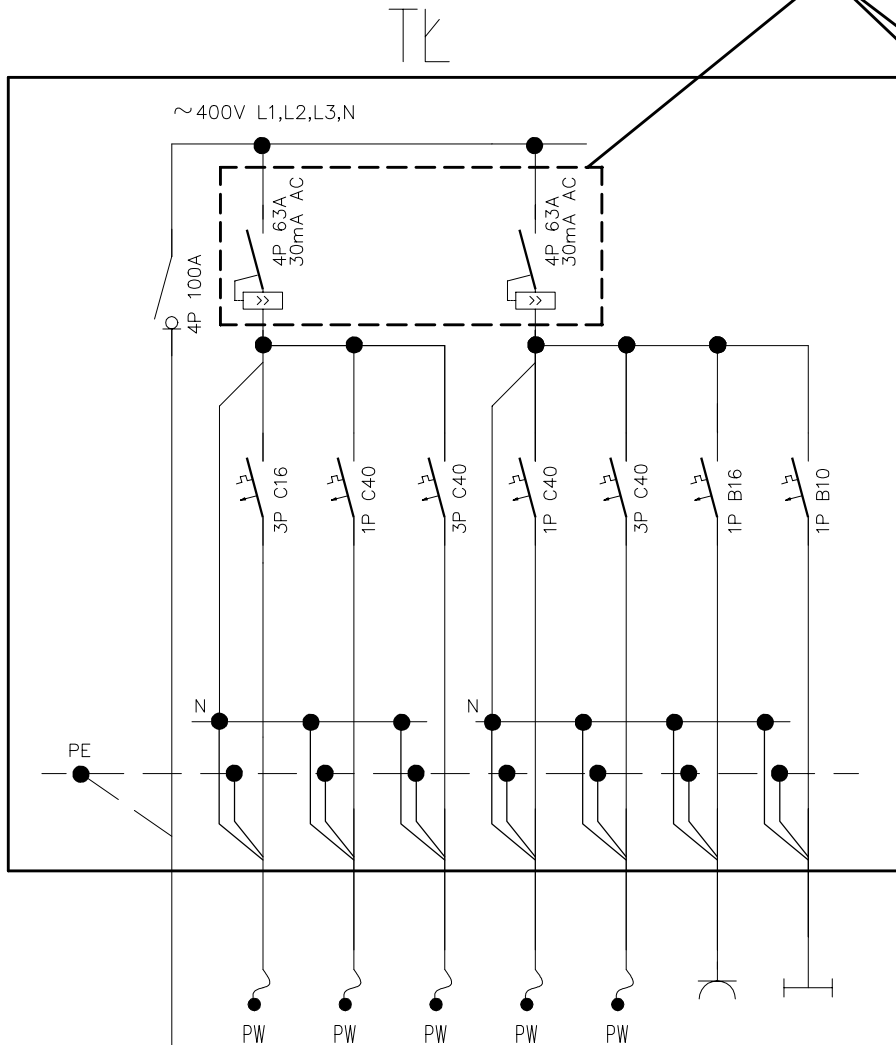 TŁ
~400V L1,L2,L3,N
4P 63A
30mA AC
4P 63A
30mA AC
4P 100A
3P C16
1P C40
3P C40
1P C40
3P C40
1P B16
1P B10
N
N
PE
PW
PW
PW
PW
PW